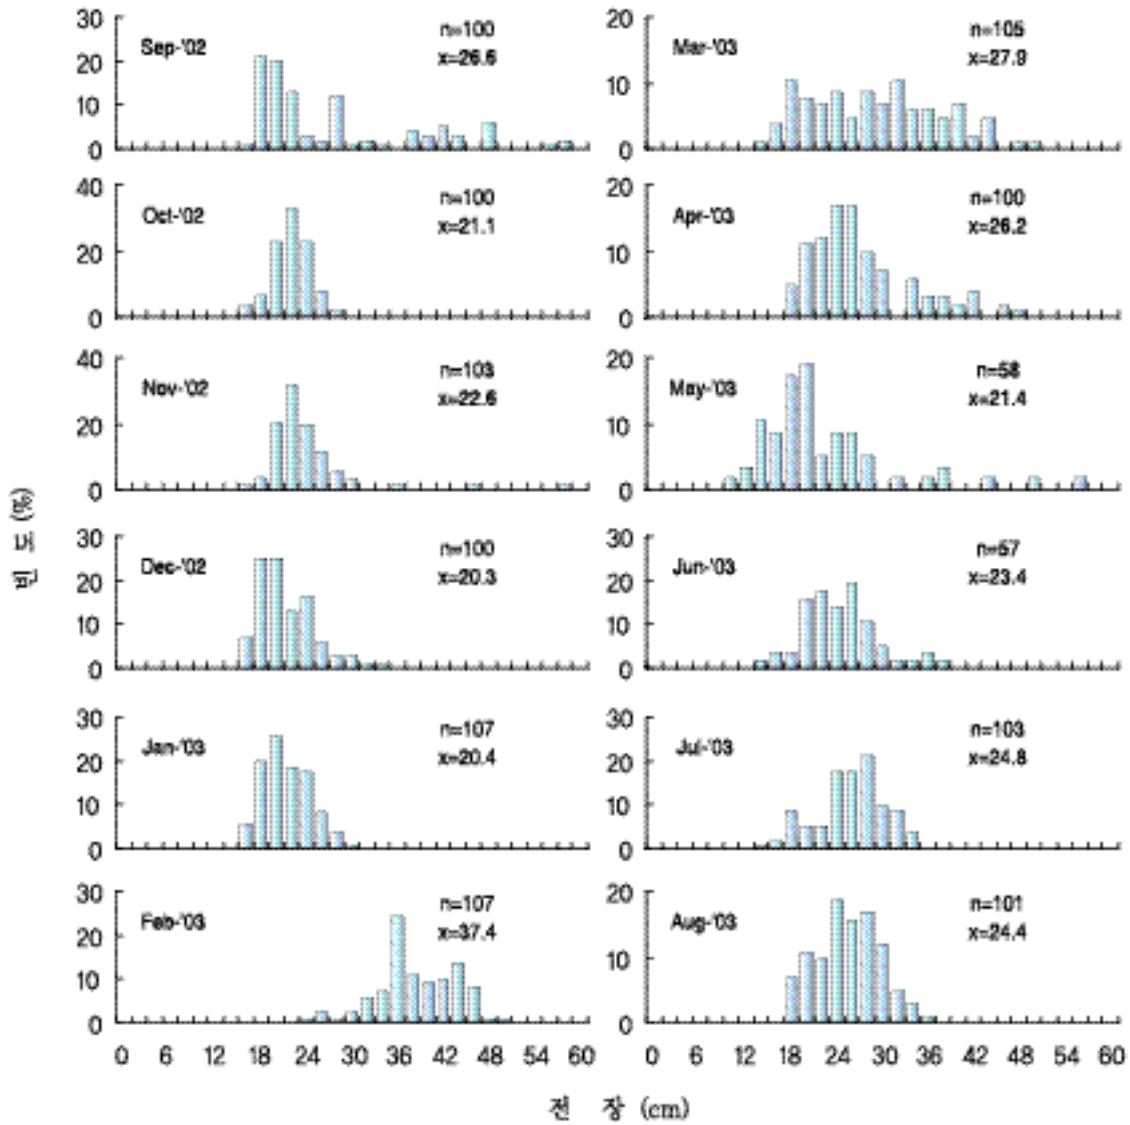 30 20 10 0 Sep-'02 n=100 x=26.6
20 10 0 Mar-'03 n=105 x=27.9
40 20 0 Oct-'02 n=100 x=21.1
20 10 0 Apr-'03 n=100 x=26.2
40 20 0 Nov-'02 n=103 x=22.6
20 10 0 May-'03 n=58 x=21.4
30 20 10 0 Dec-'02 n=100 x=20.3
30 20 10 0 Jun-'03 n=57 x=23.4
30 20 10 0 Jan-'03 n=107 x=20.4
30 20 10 0 Jul-'03 n=103 x=24.8
30 20 10 0 Feb-'03 n=107 x=37.4
20 10 0 Aug-'03 n=101 x=24.4
0 6 12 18 24 30 36 42 48 54 60
0 6 12 18 24 30 36 42 48 54 60
빈 도 (%)
전 장 (cm)